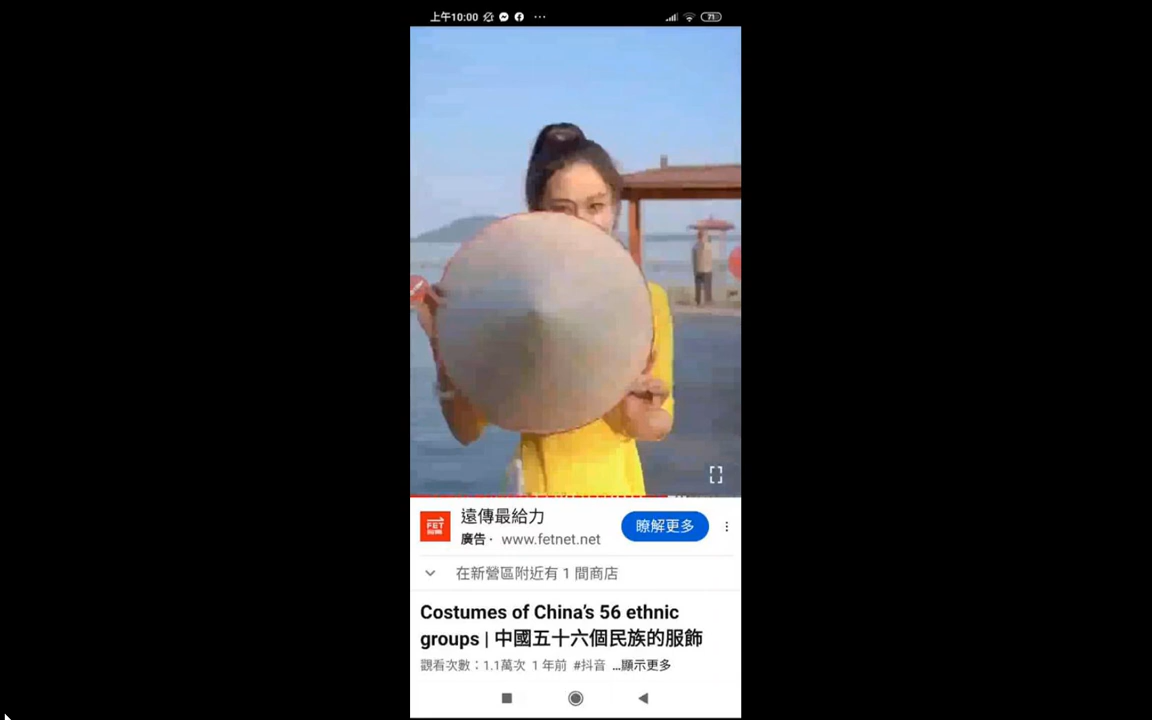 上午10:00 71
遠傳最給力
FET
廣告 · www.fetnet.net
瞭解更多
在新營區附近有 1 間商店
Costumes of China’s 56 ethnic
groups | 中國五十六個民族的服飾
觀看次數：1.1萬次 1 年前 #抖音 ...顯示更多